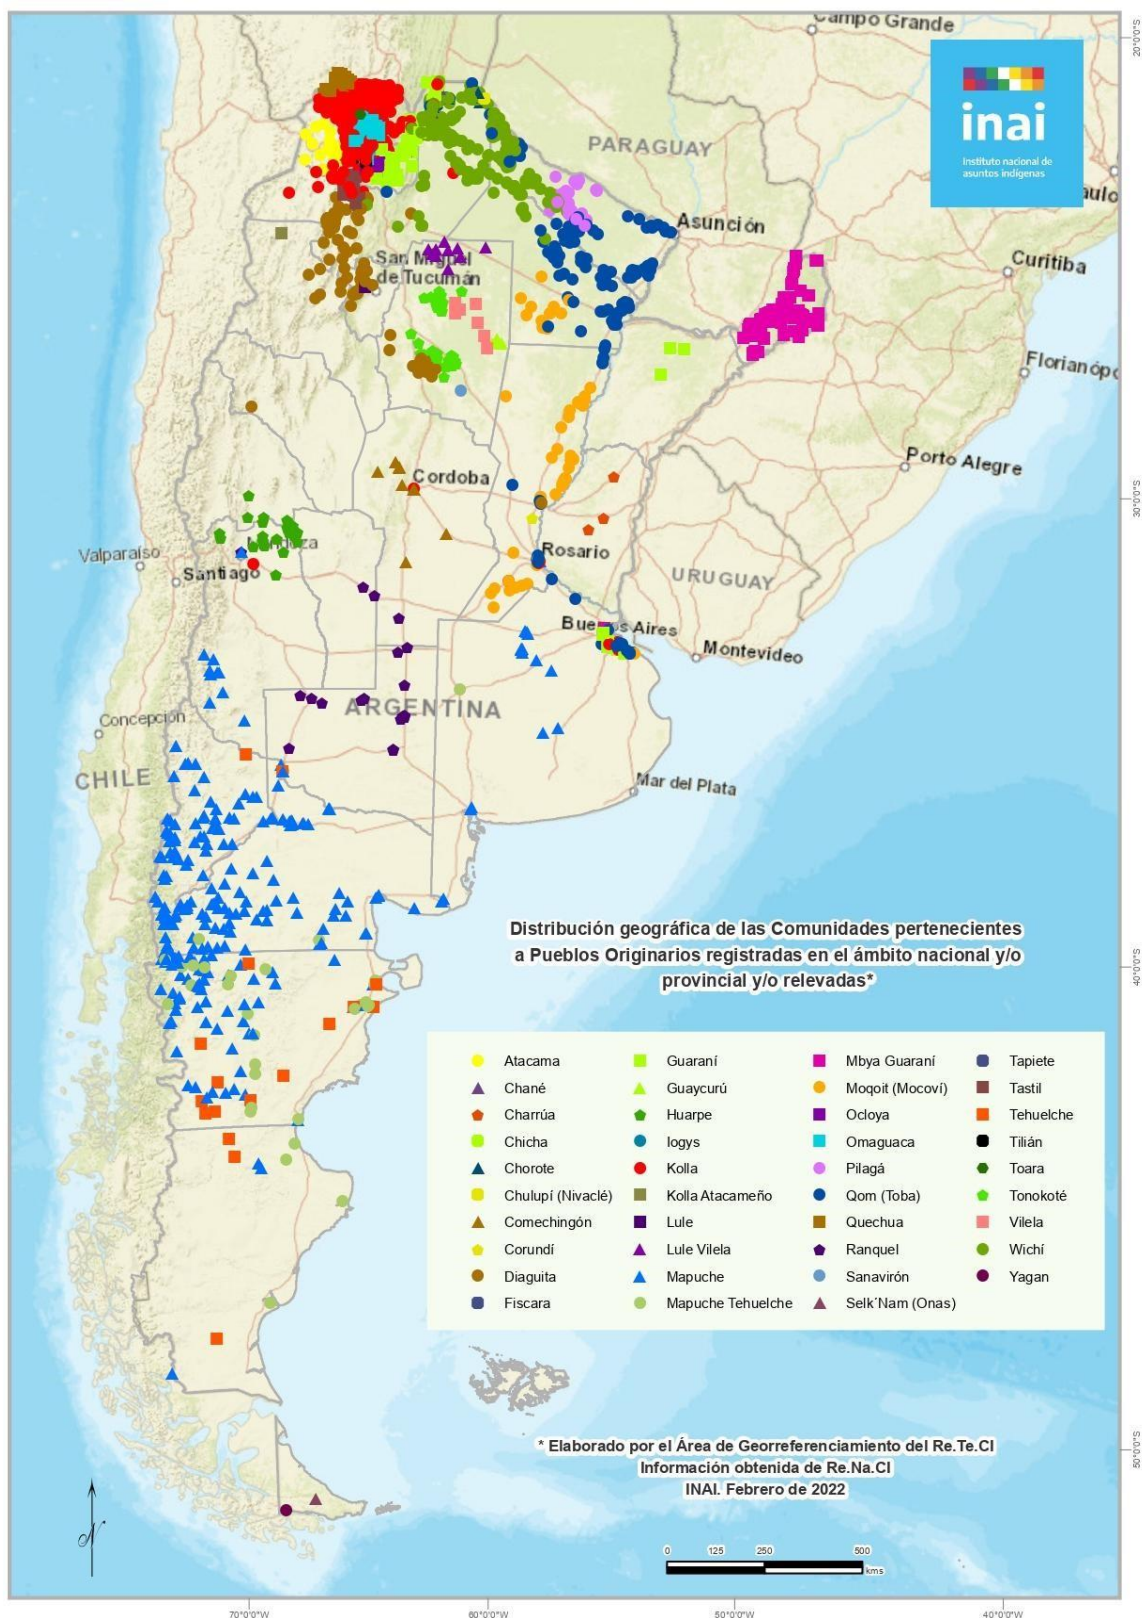 Campo Grande
20°0'0"S
inai
Instituto nacional de
asuntos indígenas
PARAGUAY
aulo
Asunción
Curitiba
San Miguel
de Tucumán
Florianópo
Porto Alegre
Cordoba
30°0'0"S
Valparaíso
Mendoza
Santiago
Rosario
URUGUAY
Buenos Aires
Montevideo
ARGENTINA
Concepción
CHILE
Mar del Plata
Distribución geográfica de las Comunidades pertenecientes
a Pueblos Originarios registradas en el ámbito nacional y/o
provincial y/o relevadas*
40°0'0"S
Atacama
Chané
Charrúa
Chicha
Chorote
Chulupí (Nivaclé)
Comechingón
Corundí
Diaguita
Fiscara
Guaraní
Guaycurú
Huarpe
Iogys
Kolla
Kolla Atacameño
Lule
Lule Vilela
Mapuche
Mapuche Tehuelche
Mbya Guaraní
Moqoit (Mocoví)
Ocloya
Omaguaca
Pilagá
Qom (Toba)
Quechua
Ranquel
Sanavirón
Selk´Nam (Onas)
Tapiete
Tastil
Tehuelche
Tilián
Toara
Tonokoté
Vilela
Wichí
Yagan
* Elaborado por el Área de Georreferenciamiento del Re.Te.CI
Información obtenida de Re.Na.CI
INAI. Febrero de 2022
50°0'0"S
N
0 125 250 500
kms
70°0'0"W 60°0'0"W 50°0'0"W 40°0'0"W